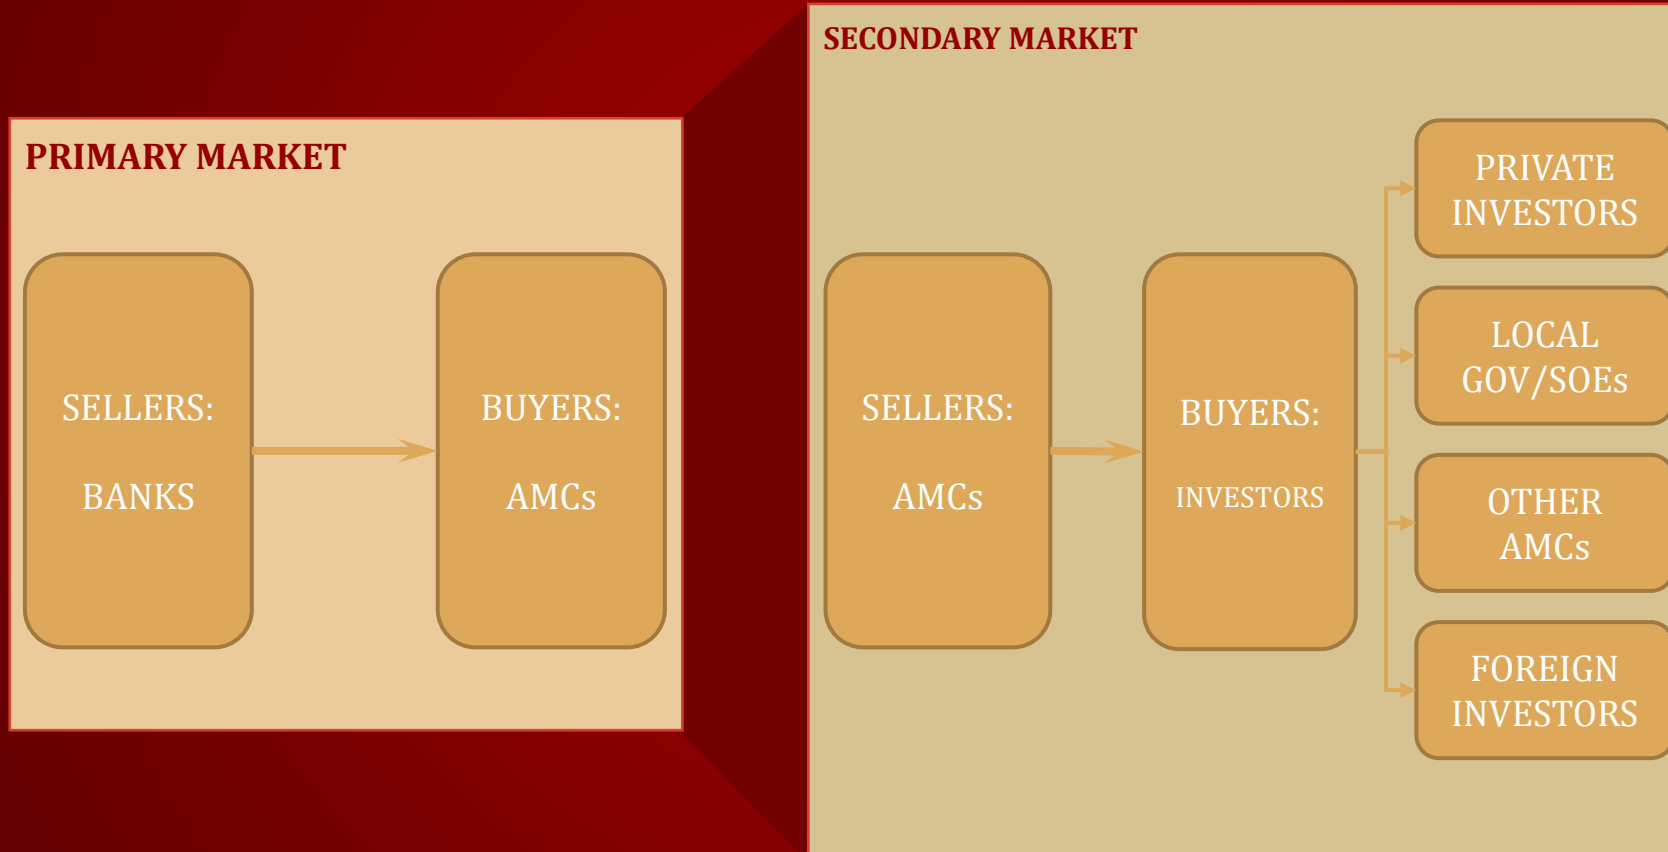 PRIMARY MARKET
SELLERS:
BANKS
BUYERS:
AMCs
SECONDARY MARKET
SELLERS:
AMCs
BUYERS:
INVESTORS
PRIVATE
INVESTORS
LOCAL
GOV/SOEs
OTHER
AMCs
FOREIGN
INVESTORS